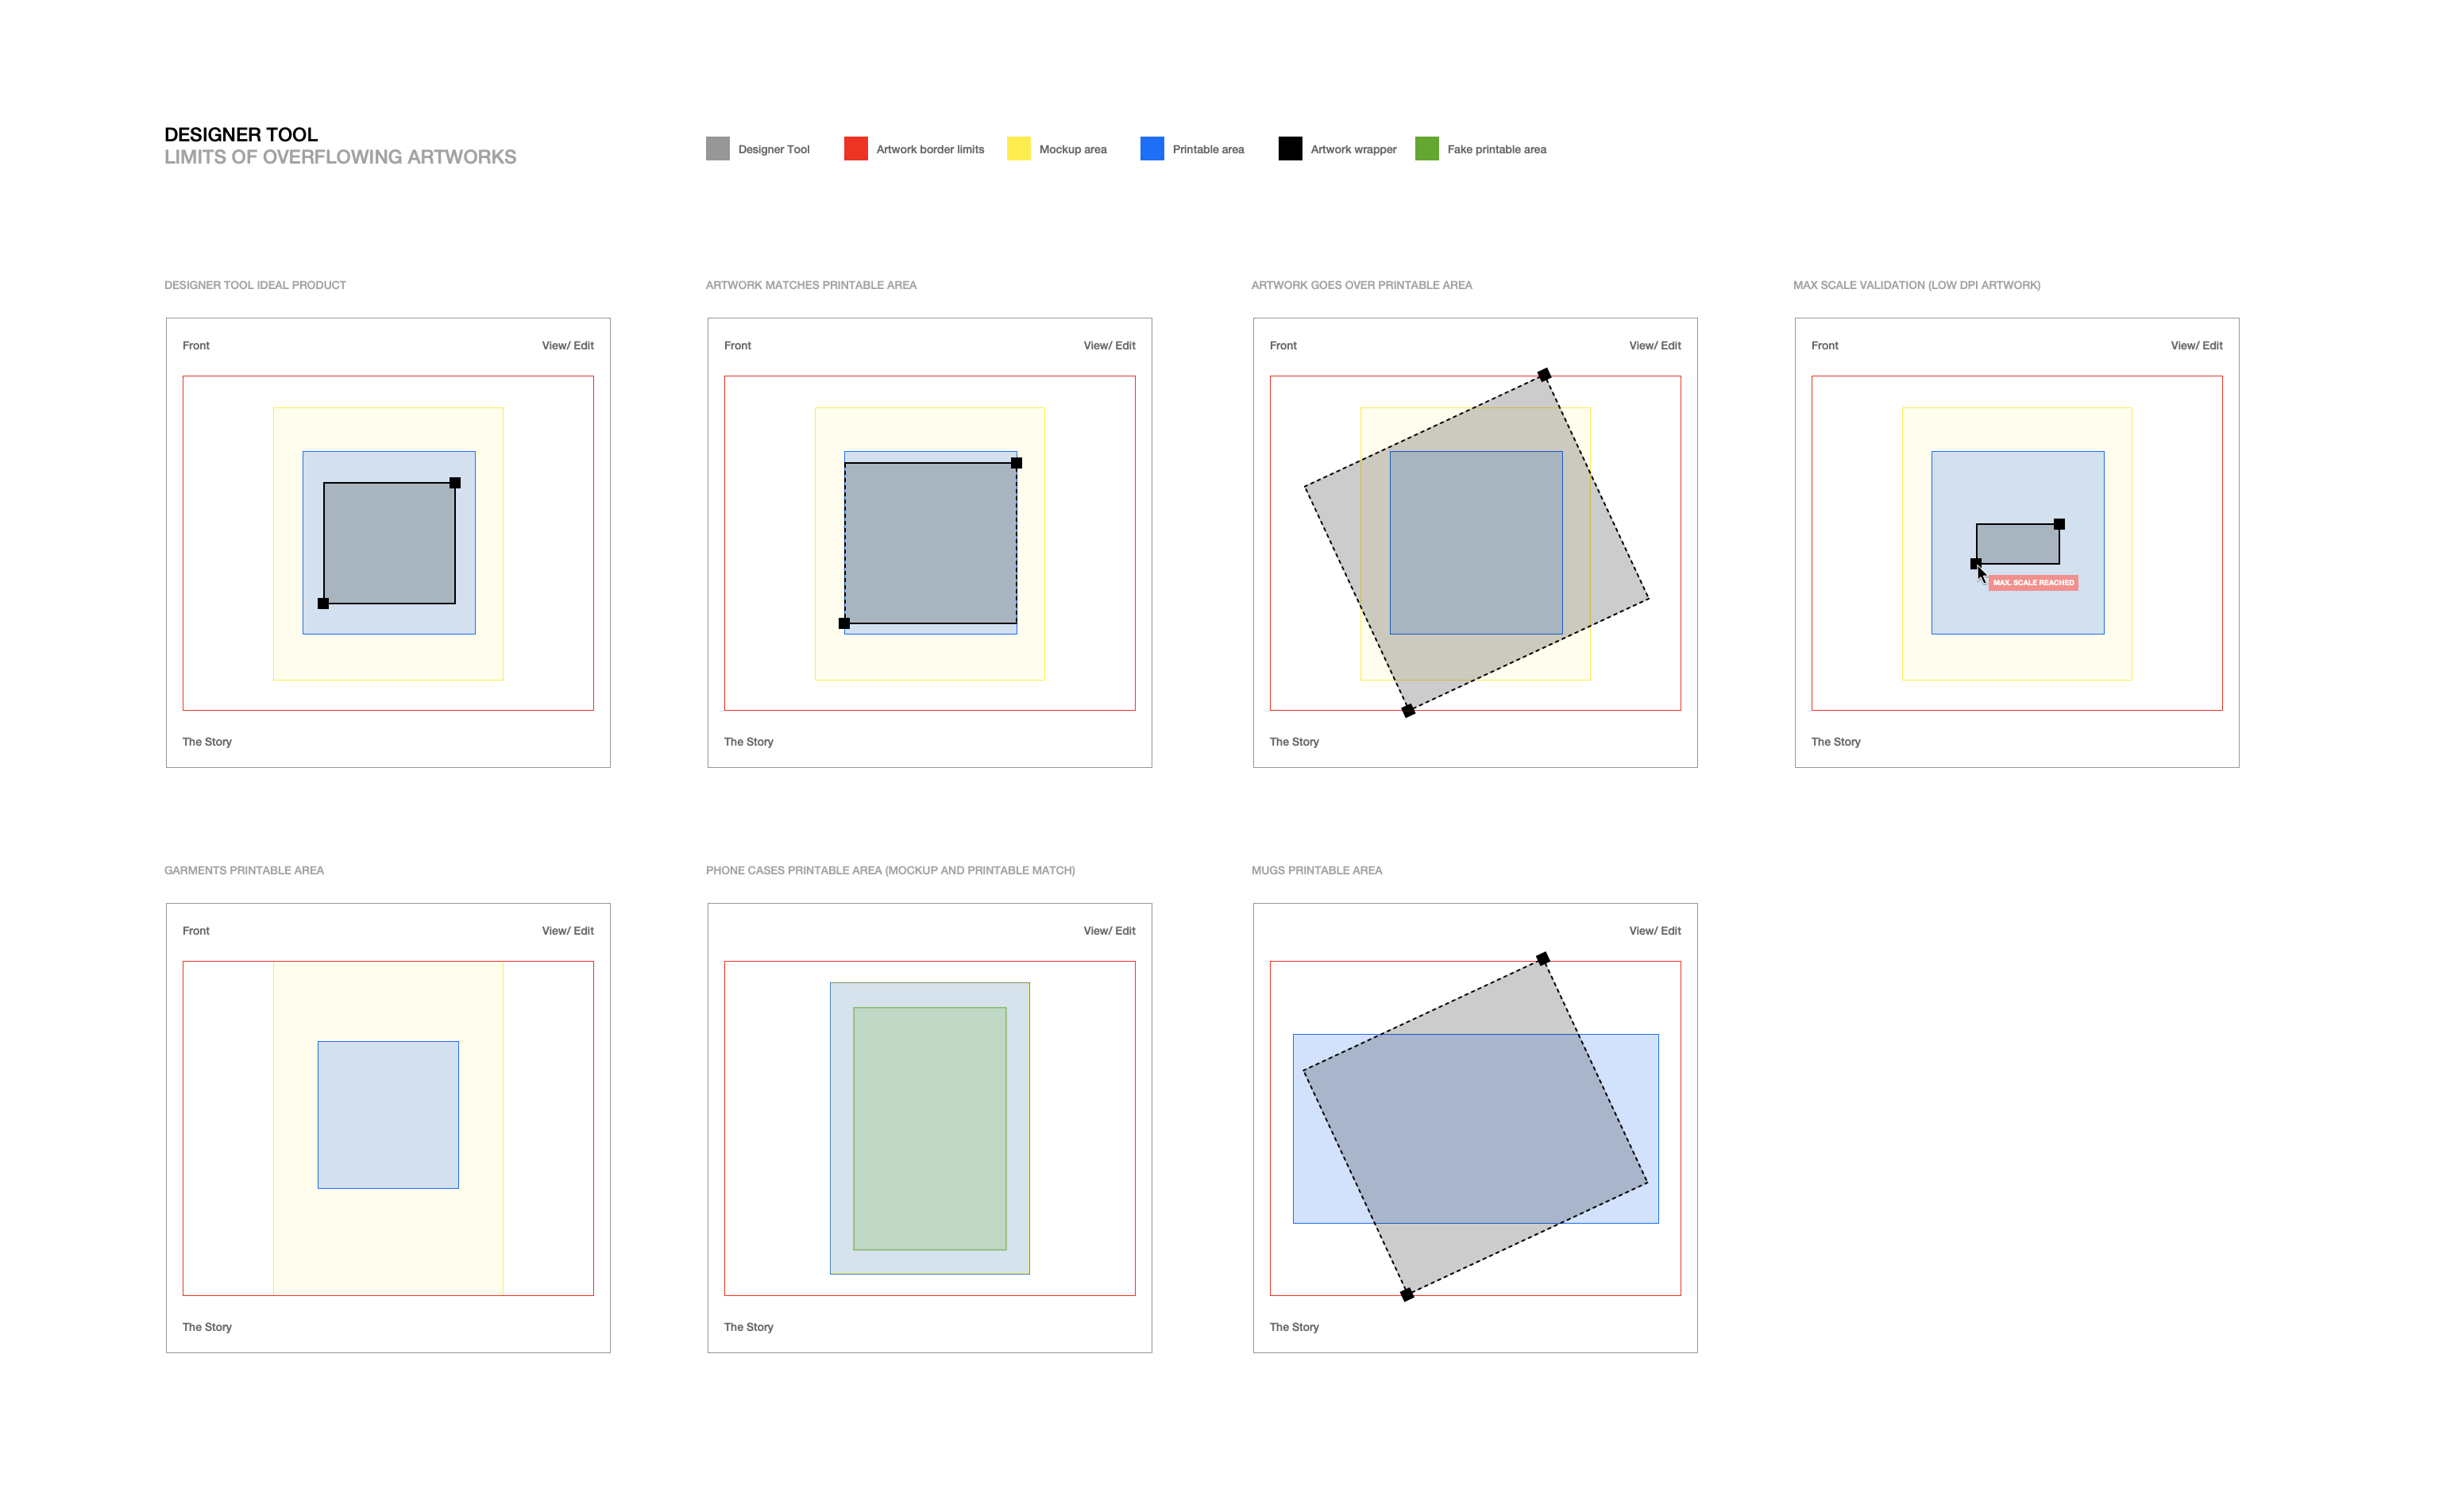 DESIGNER TOOL
LIMITS OF OVERFLOWING ARTWORKS
Designer Tool
Artwork border limits
Mockup area
Printable area
Artwork wrapper
Fake printable area
DESIGNER TOOL IDEAL PRODUCT
Front
View/ Edit
The Story
ARTWORK MATCHES PRINTABLE AREA
Front
View/ Edit
The Story
ARTWORK GOES OVER PRINTABLE AREA
Front
View/ Edit
The Story
MAX SCALE VALIDATION (LOW DPI ARTWORK)
Front
View/ Edit
MAX. SCALE REACHED
The Story
GARMENTS PRINTABLE AREA
Front
View/ Edit
The Story
PHONE CASES PRINTABLE AREA (MOCKUP AND PRINTABLE MATCH)
View/ Edit
The Story
MUGS PRINTABLE AREA
View/ Edit
The Story